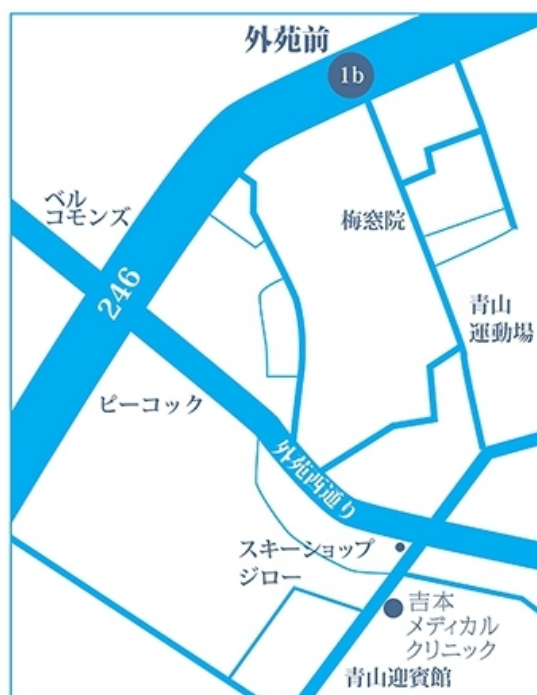 外苑前
1b
ベル
コモンズ
梅窓院
246
青山
運動場
ピーコック
外苑西通り
スキーショップ
ジロー
吉本
メディカル
クリニック
青山迎賓館